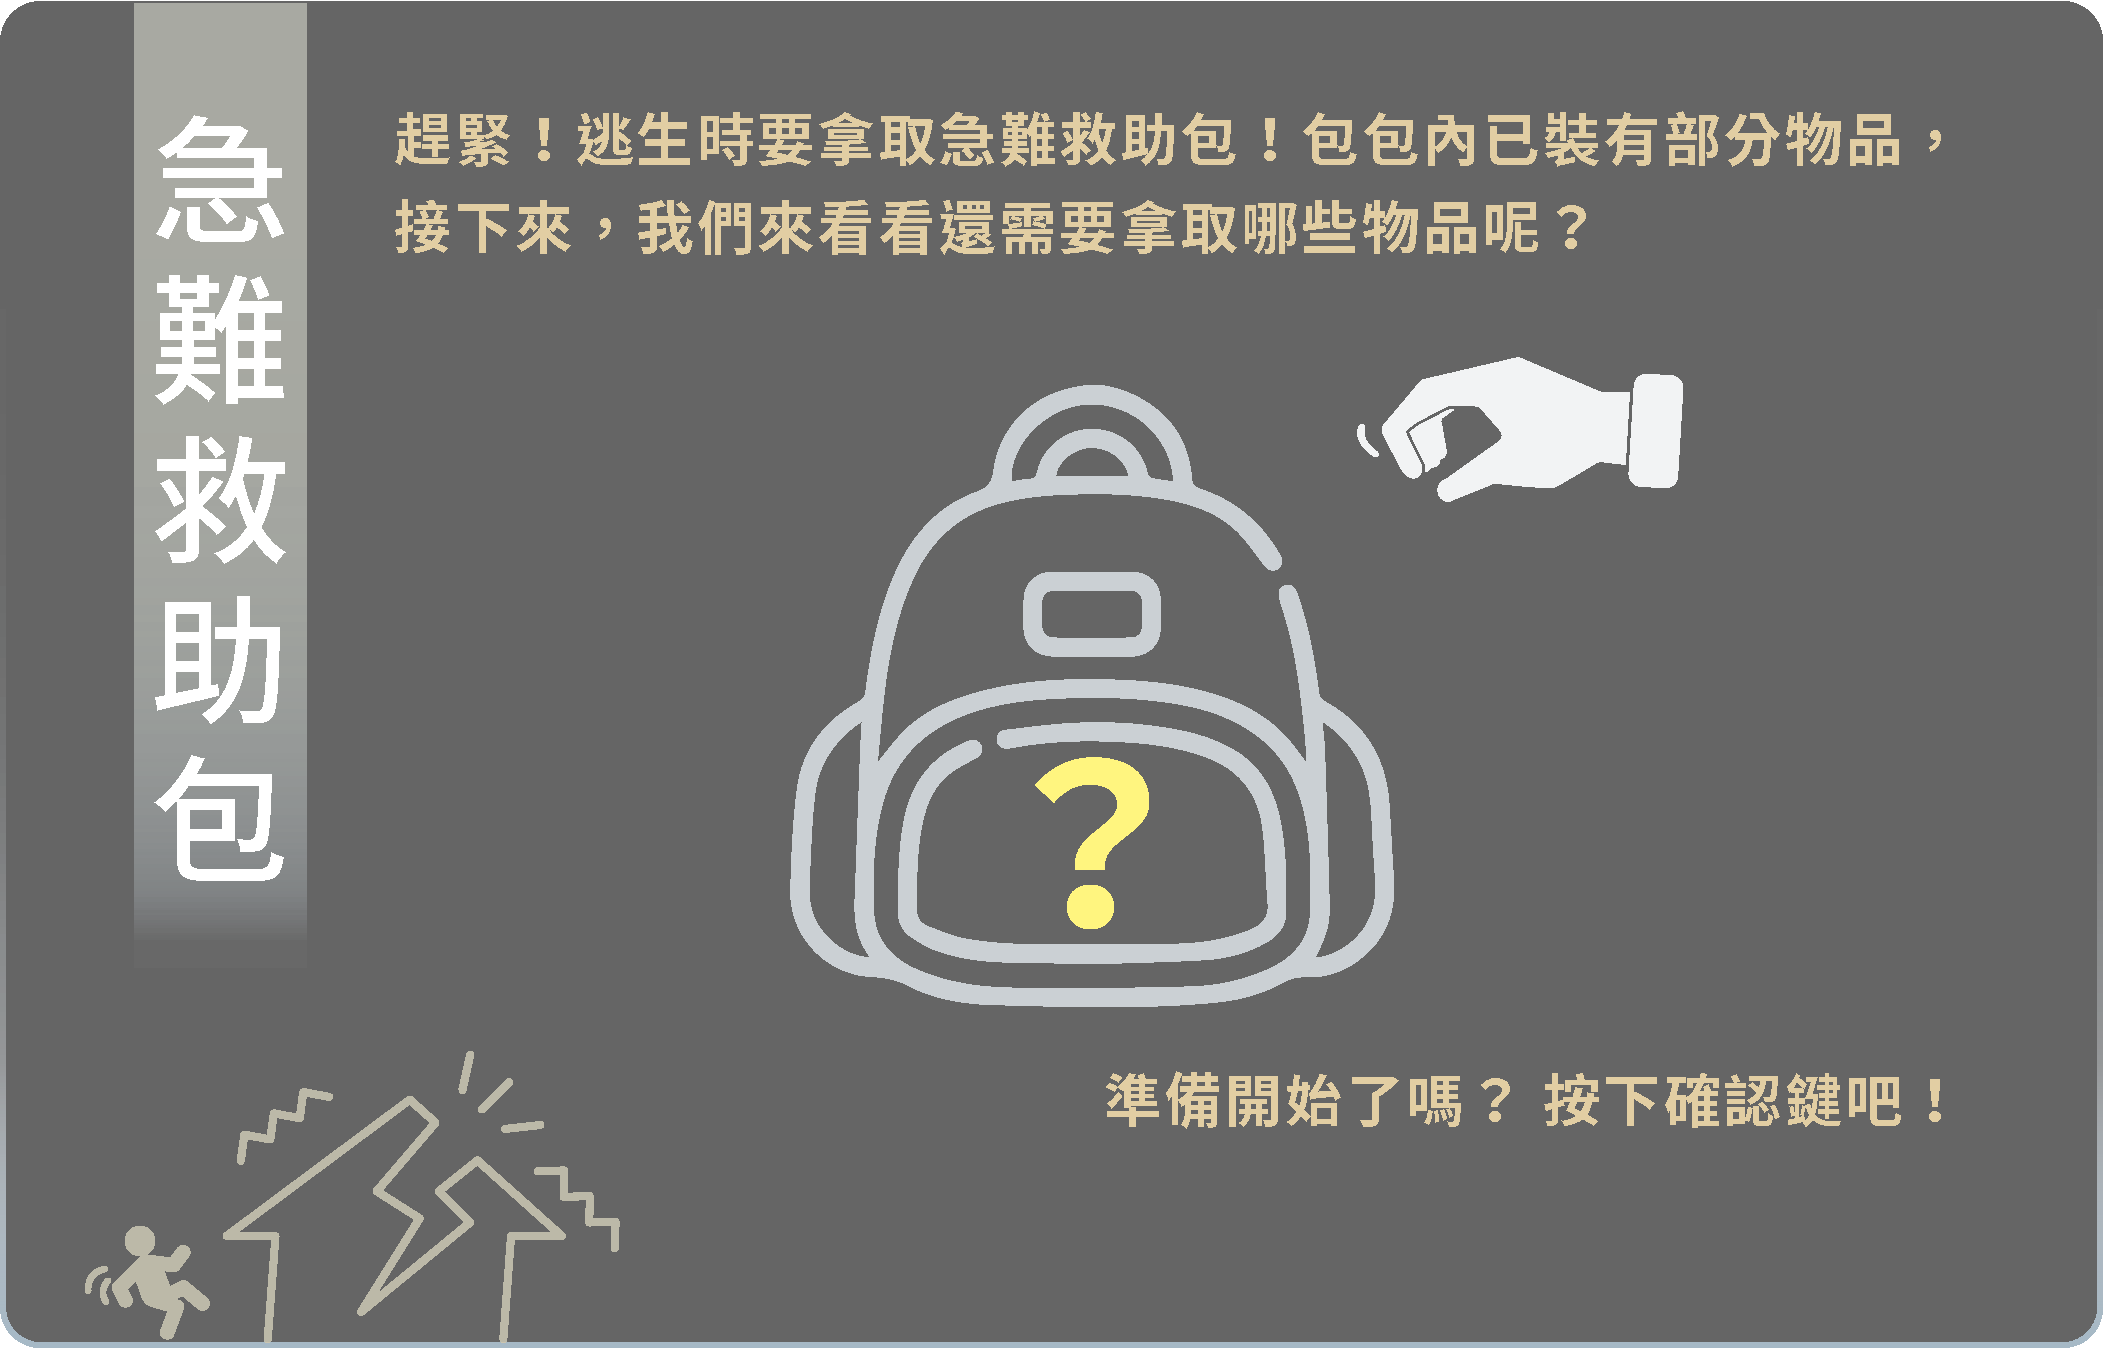 急難救助包
趕緊！逃生時要拿取急難救助包！包包內已裝有部分物品，
接下來，我們來看看還需要拿取哪些物品呢？
?
準備開始了嗎？ 按下確認鍵吧！